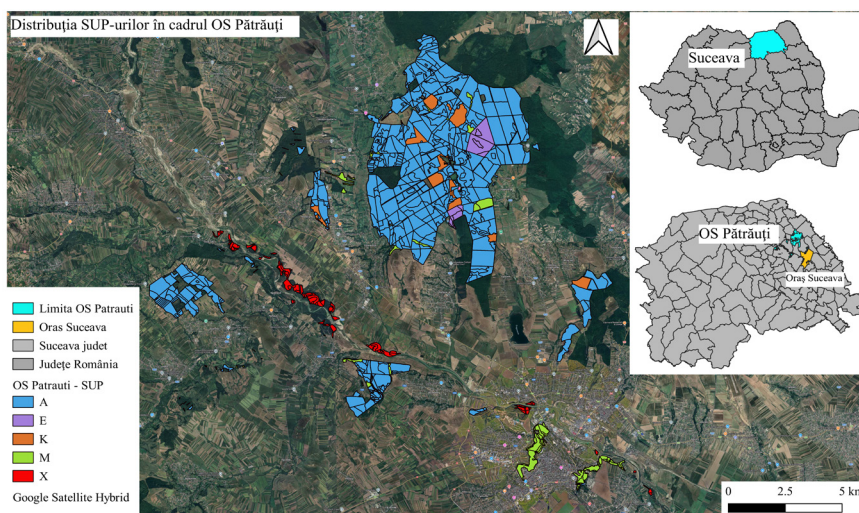 Distribuția SUP-urilor în cadrul OS Pătrăuți
Suceava
OS Pătrăuți
Oraș Suceava
Limita OS Patrauti
Oras Suceava
Suceava judet
Județe România
OS Patrauti - SUP
A
E
K
M
X
Google Satellite Hybrid
0 2.5 5 km